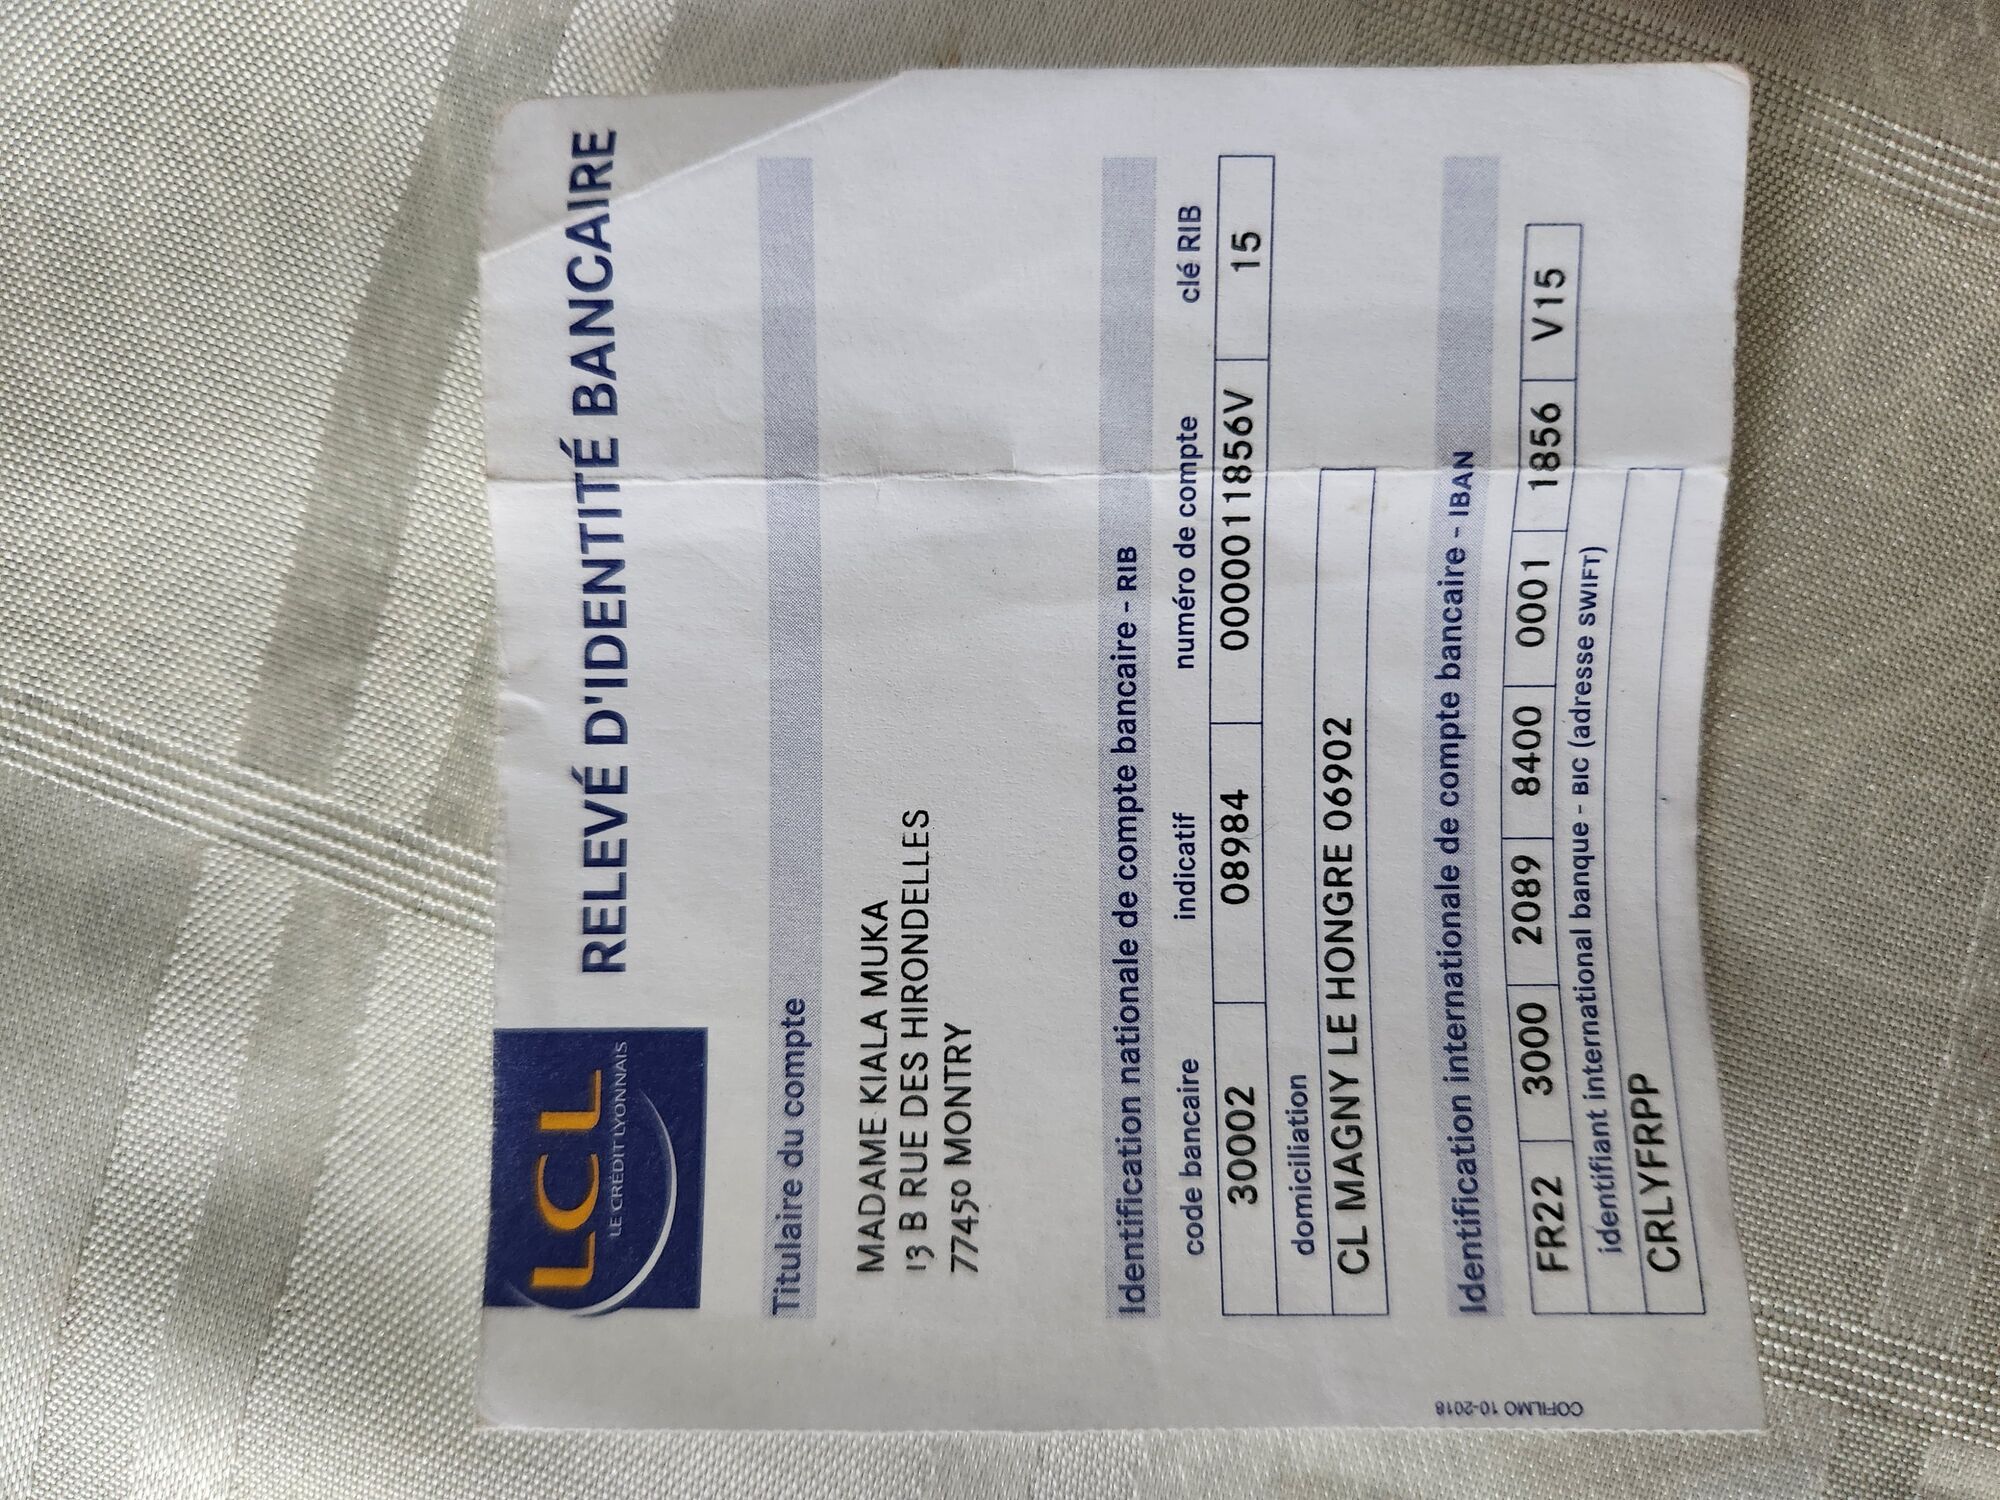 LCL
LE CRÉDIT LYONNAIS
RELEVÉ D'IDENTITÉ BANCAIRE
Titulaire du compte
MADAME KIALA MUKA
13 B RUE DES HIRONDELLES
77450 MONTRY
Identification nationale de compte bancaire - RIB
code bancaire indicatif numéro de compte clé RIB
30002 08984 0000011856V 15
domiciliation
CL MAGNY LE HONGRE 06902
Identification internationale de compte bancaire - IBAN
FR22 3000 2089 8400 0001 1856 V15
identifiant international banque - BIC (adresse SWIFT)
CRLYFRPP
COFILMO 10-2018